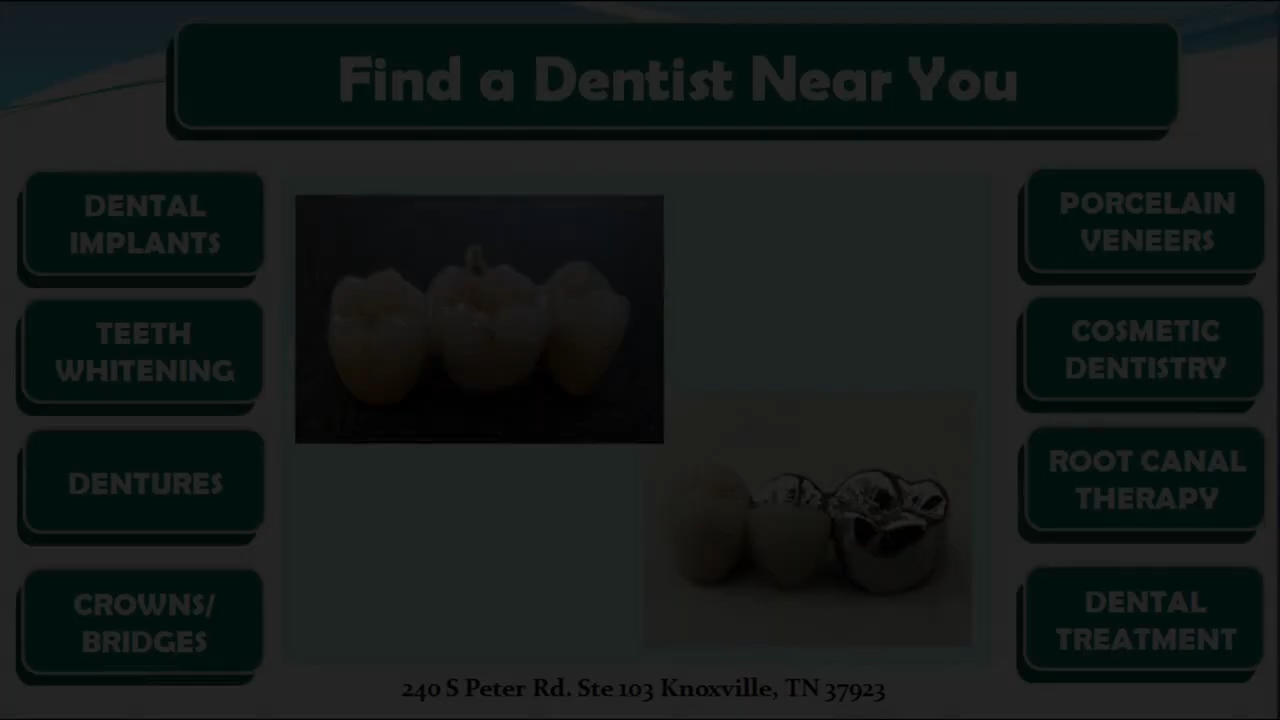 Find a Dentist Near You
DENTAL
IMPLANTS
TEETH
WHITENING
DENTURES
CROWNS/
BRIDGES
PORCELAIN
VENEERS
COSMETIC
DENTISTRY
ROOT CANAL
THERAPY
DENTAL
TREATMENT
240 S Peter Rd. Ste 103 Knoxville, TN 37923